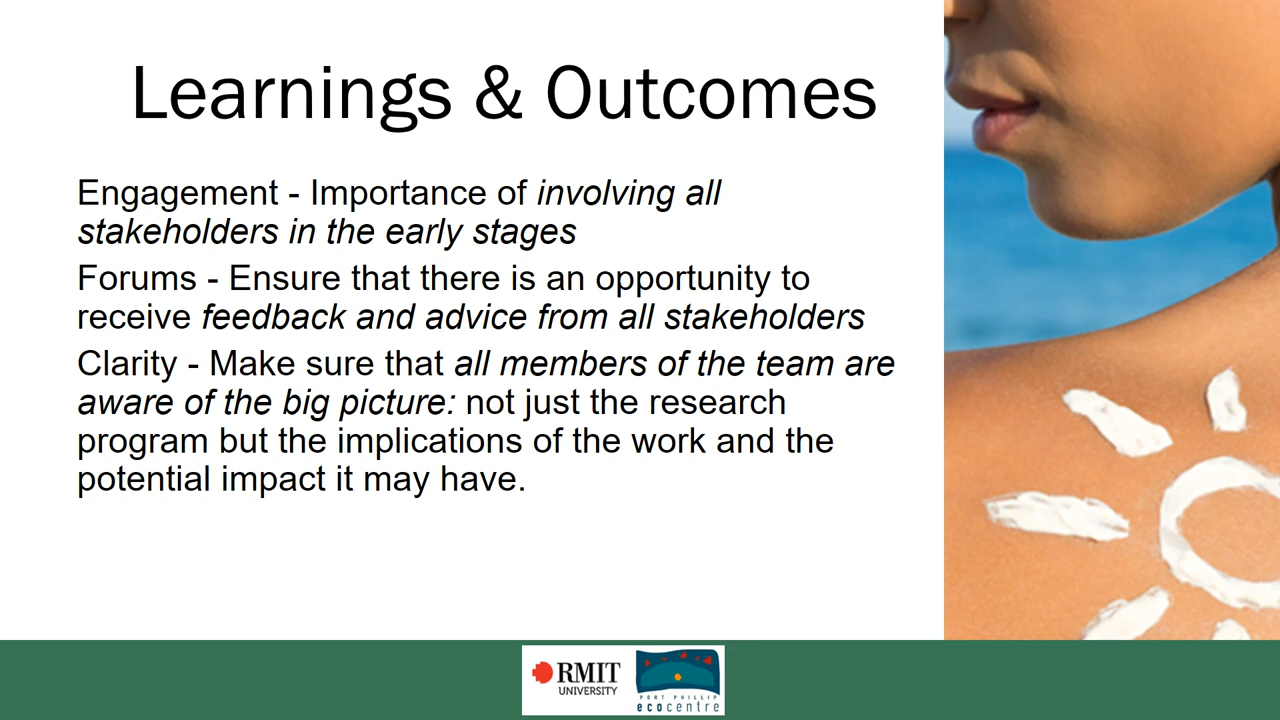 Learnings & Outcomes
Engagement - Importance of involving all
stakeholders in the early stages
Forums - Ensure that there is an opportunity to
receive feedback and advice from all stakeholders
Clarity - Make sure that all members of the team are
aware of the big picture: not just the research
program but the implications of the work and the
potential impact it may have.
RMIT
UNIVERSITY
PORT PHILLIP
ecocentre